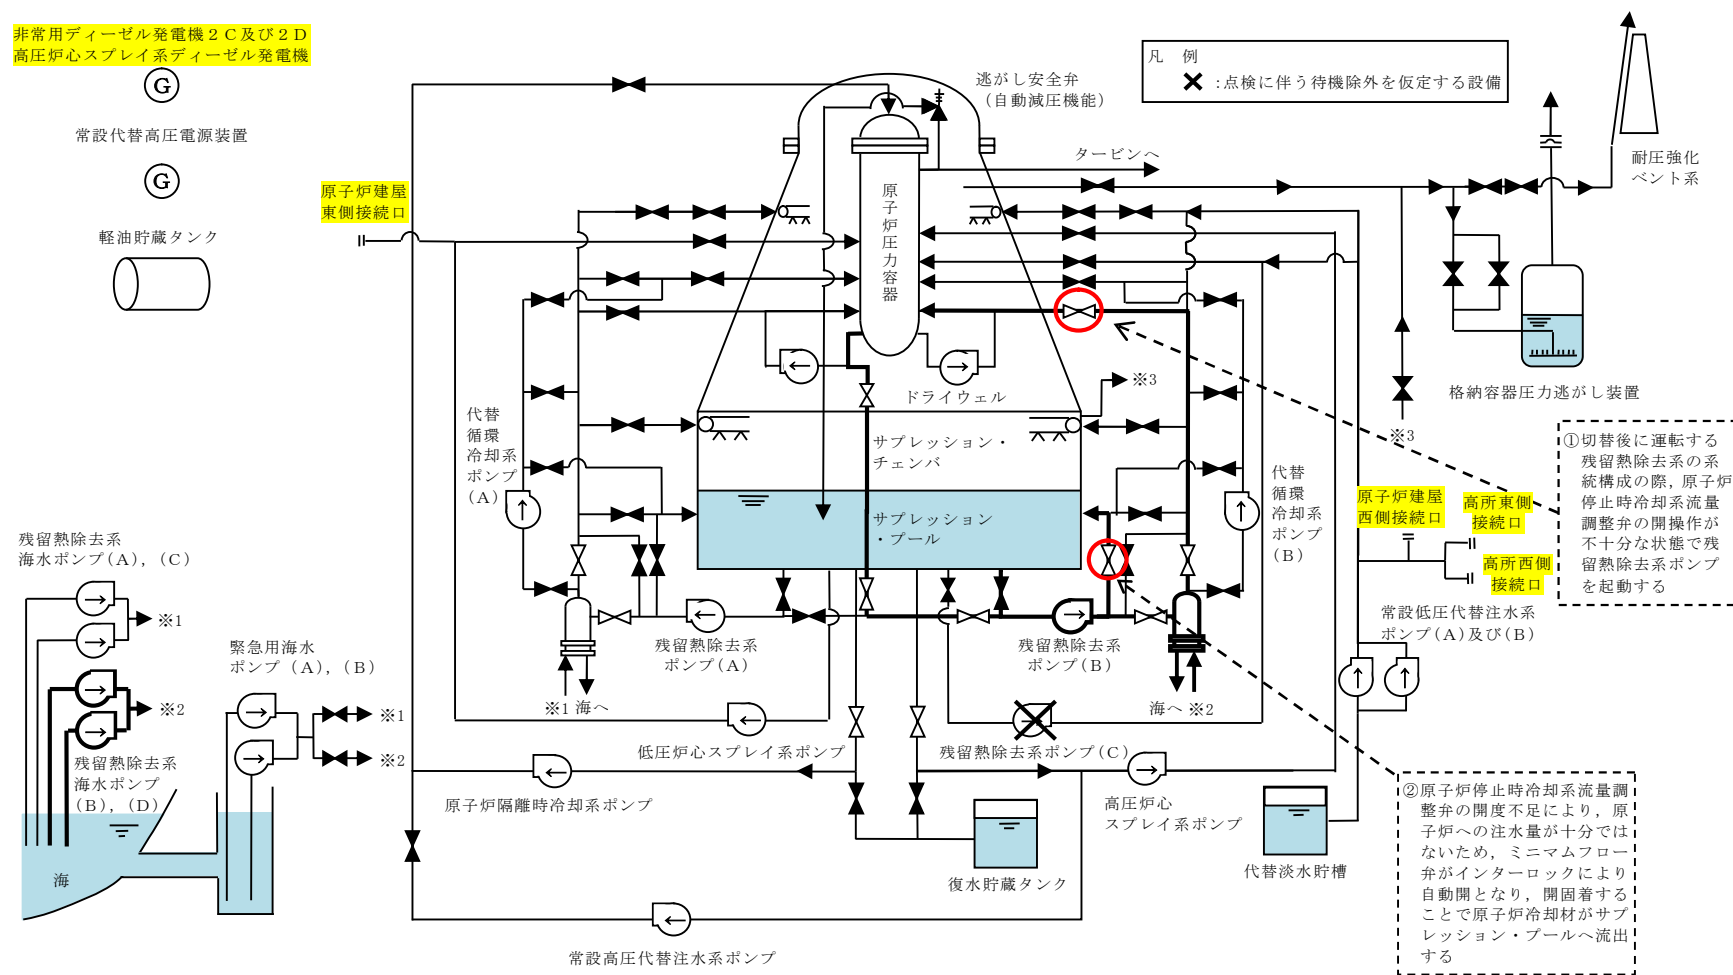 非常用ディーゼル発電機２Ｃ及び２Ｄ
高圧炉心スプレイ系ディーゼル発電機
G
常設代替高圧電源装置
G
軽油貯蔵タンク
原子炉建屋
東側接続口
逃がし安全弁
（自動減圧機能）
凡　例
：点検に伴う待機除外を仮定する設備
タービンへ
耐圧強化
ベント系
原子炉圧力容器
ドライウェル
※3
格納容器圧力逃がし装置
※3
代替
循環
冷却系
ポンプ
（A）
サプレッション・
チェンバ
サプレッション
・プール
代替
循環
冷却系
ポンプ
（B）
原子炉建屋
西側接続口
高所東側
接続口
高所西側
接続口
①切替後に運転する
残留熱除去系の系
統構成の際，原子炉
停止時冷却系流量
調整弁の開操作が
不十分な状態で残
留熱除去系ポンプ
を起動する
残留熱除去系
海水ポンプ(A)，(C)
※1
緊急用海水
ポンプ（A），（B）
※2
残留熱除去系
海水ポンプ
（B），（D）
※1
※2
海
残留熱除去系
ポンプ（A）
残留熱除去系
ポンプ（B）
常設低圧代替注水系
ポンプ(A)及び(B)
※1 海へ
海へ ※2
低圧炉心スプレイ系ポンプ
残留熱除去系ポンプ(C)
原子炉隔離時冷却系ポンプ
高圧炉心
スプレイ系ポンプ
復水貯蔵タンク
代替淡水貯槽
常設高圧代替注水系ポンプ
②原子炉停止時冷却系流量調
整弁の開度不足により，原
子炉への注水量が十分では
ないため，ミニマムフロー
弁がインターロックにより
自動開となり，開固着する
ことで原子炉冷却材がサプ
レッション・プールへ流出
する